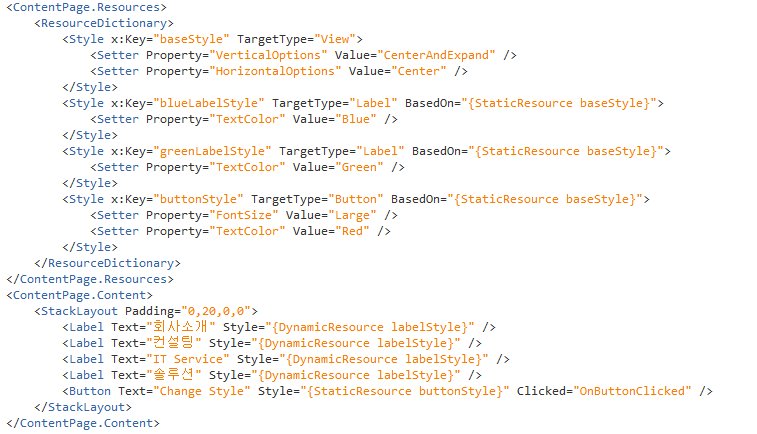 <ContentPage.Resources>
    <ResourceDictionary>
        <Style x:Key="baseStyle" TargetType="View">
            <Setter Property="VerticalOptions" Value="CenterAndExpand" />
            <Setter Property="HorizontalOptions" Value="Center" />
        </Style>
        <Style x:Key="blueLabelStyle" TargetType="Label" BasedOn="{StaticResource baseStyle}">
            <Setter Property="TextColor" Value="Blue" />
        </Style>
        <Style x:Key="greenLabelStyle" TargetType="Label" BasedOn="{StaticResource baseStyle}">
            <Setter Property="TextColor" Value="Green" />
        </Style>
        <Style x:Key="buttonStyle" TargetType="Button" BasedOn="{StaticResource baseStyle}">
            <Setter Property="FontSize" Value="Large" />
            <Setter Property="TextColor" Value="Red" />
        </Style>
    </ResourceDictionary>
</ContentPage.Resources>
<ContentPage.Content>
    <StackLayout Padding="0,20,0,0">
        <Label Text="회사소개" Style="{DynamicResource labelStyle}" />
        <Label Text="컨설팅" Style="{DynamicResource labelStyle}" />
        <Label Text="IT Service" Style="{DynamicResource labelStyle}" />
        <Label Text="솔루션" Style="{DynamicResource labelStyle}" />
        <Button Text="Change Style" Style="{StaticResource buttonStyle}" Clicked="OnButtonClicked" />
    </StackLayout>
</ContentPage.Content>